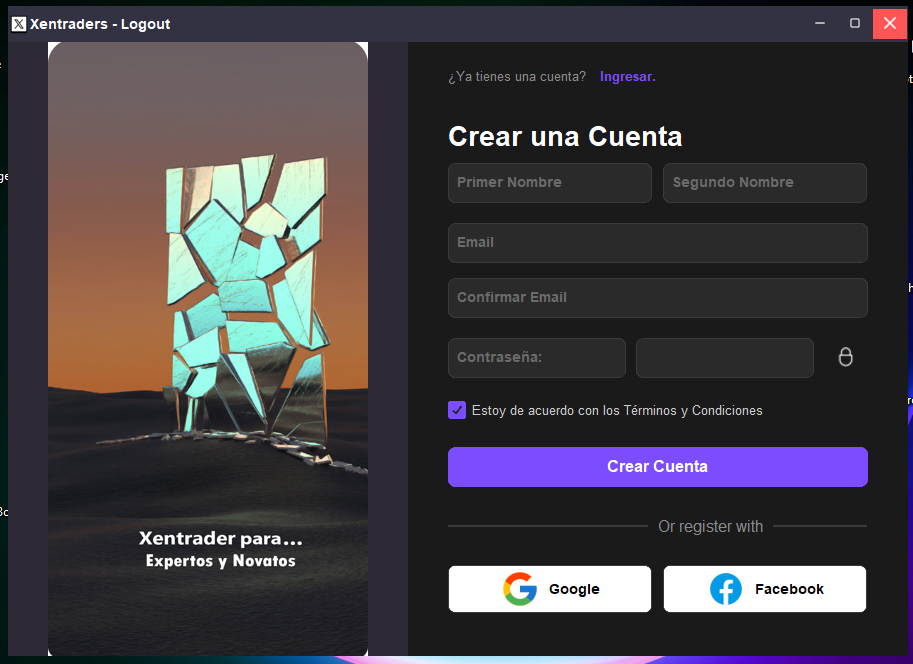 Xentraders - Logout
¿Ya tienes una cuenta? Ingresar.
Crear una Cuenta
Primer Nombre
Segundo Nombre
Email
Confirmar Email
Contraseña:
Estoy de acuerdo con los Términos y Condiciones
Crear Cuenta
Or register with
Google
Facebook
Xentrader para...
Expertos y Novatos